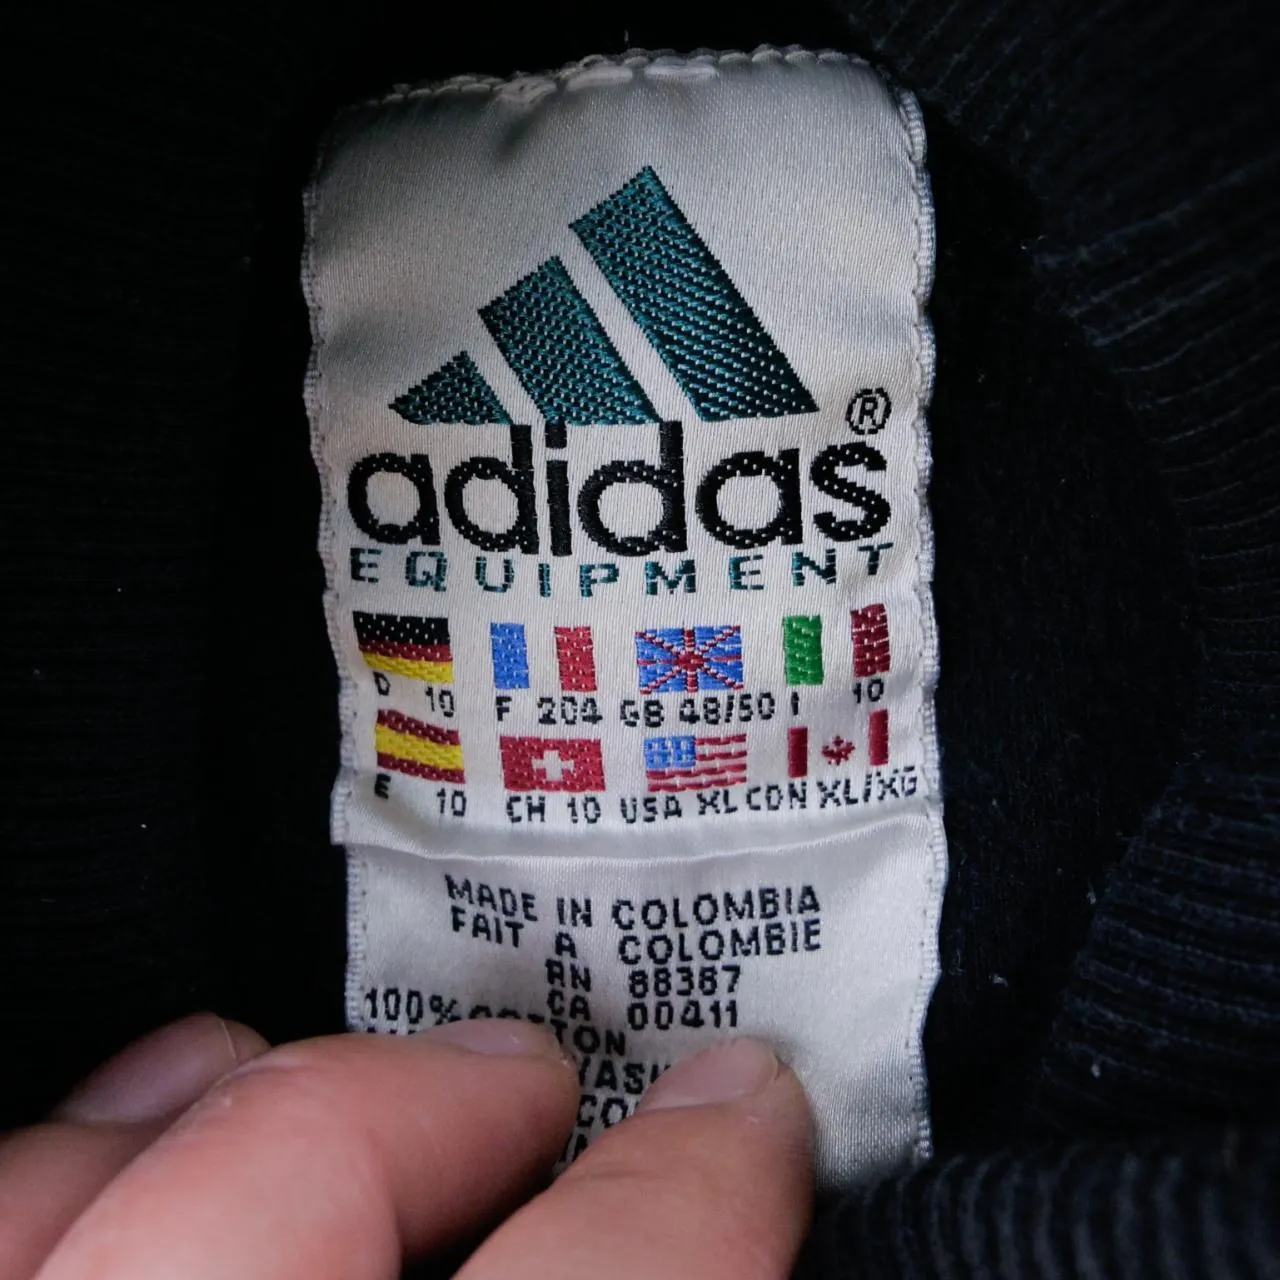 adidas ®
EQUIPMENT
D 10 F 204 GB 48/50 I 10
E 10 CH 10 USA XL CDN XL/XG
MADE IN COLOMBIA
FAIT A COLOMBIE
RN 88387
CA 00411
100% COTTON